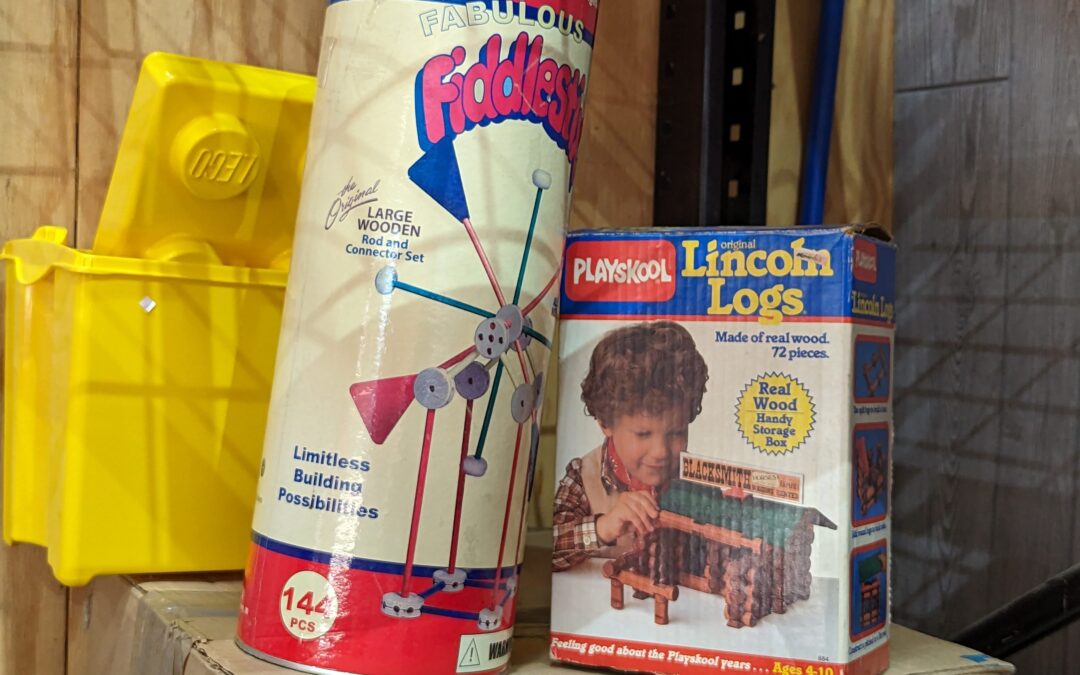 LEGO
FABULOUS
the
Original
LARGE
WOODEN
Rod and
Connector Set
Limitless
Building
Possibilities
144
PCS
PLAYSKOOL
original
Lincoln
Logs
Made of real wood.
72 pieces.
Real
Wood
Handy
Storage
Box
BLACKSMITH
Feeling good about the Playskool years... Ages 4-10
664
PLAYSKOOL
Lincoln Logs